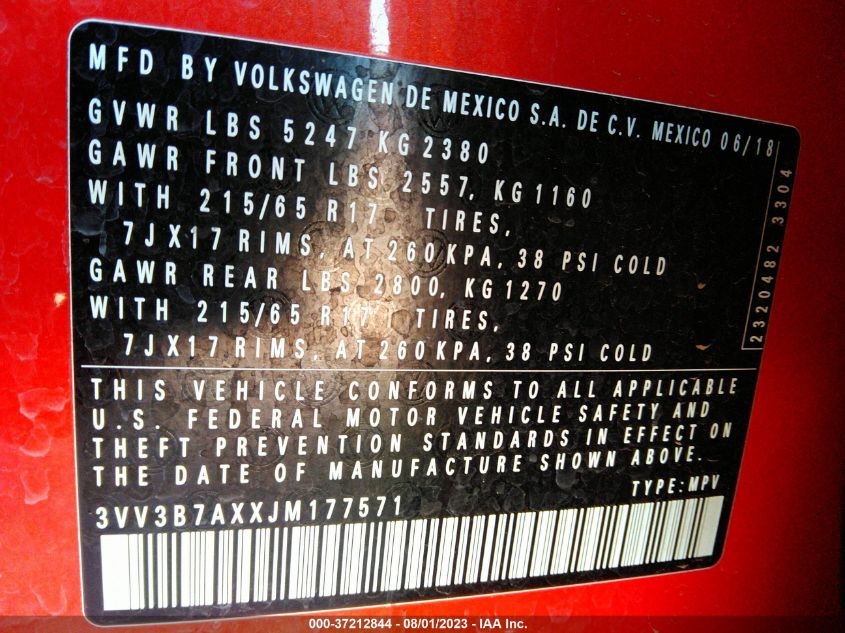 MFD BY VOLKSWAGEN DE MEXICO S.A. DE C.V. MEXICO 06/18
GVWR LBS 5247 KG 2380
GAWR FRONT LBS 2557, KG 1160
WITH 215/65 R17 TIRES,
7JX17 RIMS, AT 260 KPA, 38 PSI COLD
GAWR REAR LBS 2800, KG 1270
WITH 215/65 R17 TIRES,
7JX17 RIMS, AT 260 KPA, 38 PSI COLD
2320482 3304
THIS VEHICLE CONFORMS TO ALL APPLICABLE
U.S. FEDERAL MOTOR VEHICLE SAFETY AND
THEFT PREVENTION STANDARDS IN EFFECT ON
THE DATE OF MANUFACTURE SHOWN ABOVE.
TYPE: MPV
3VV3B7AXXJM177571
000-37212844 - 08/01/2023 - IAA Inc.